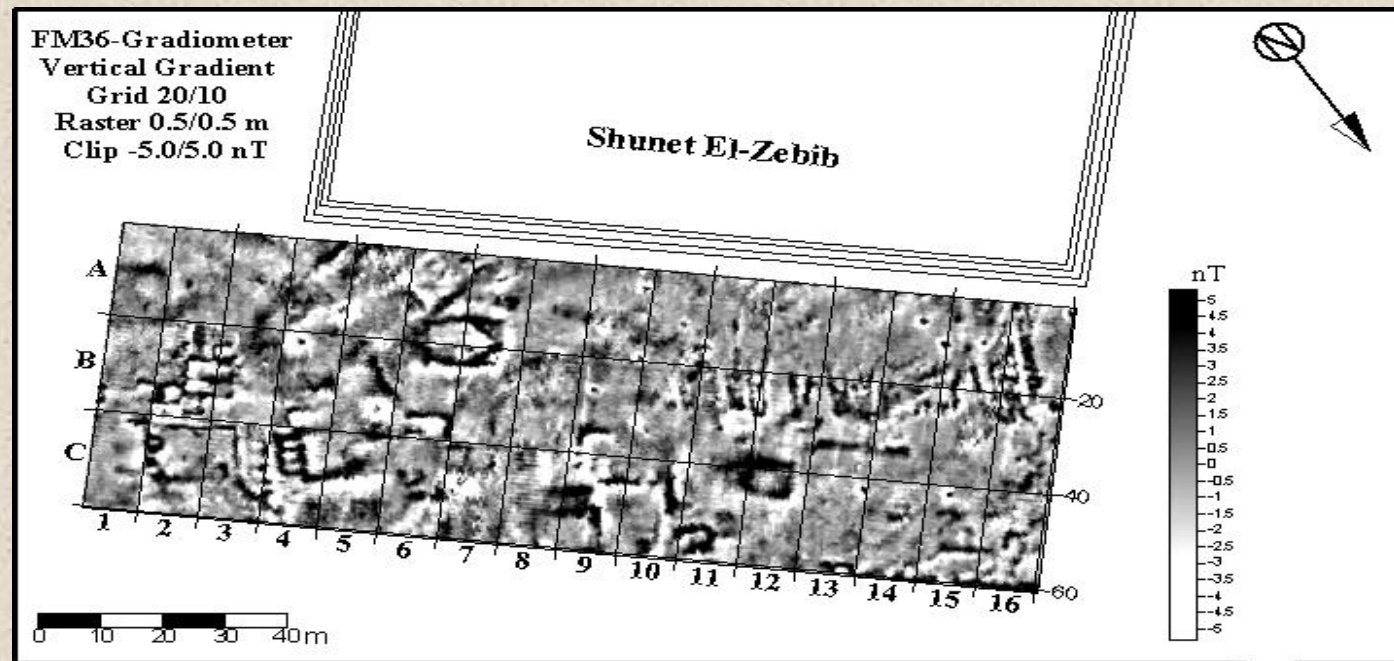 FM36-Gradiometer
Vertical Gradient
Grid 20/10
Raster 0.5/0.5 m
Clip -5.0/5.0 nT
Shunet El-Zebib
N
A
B
C
1 2 3 4 5 6 7 8 9 10 11 12 13 14 15 16
20
40
60
0 10 20 30 40 m
nT
5
4.5
4
3.5
3
2.5
2
1.5
1
0.5
0
-0.5
-1
-1.5
-2
-2.5
-3
-3.5
-4
-4.5
-5